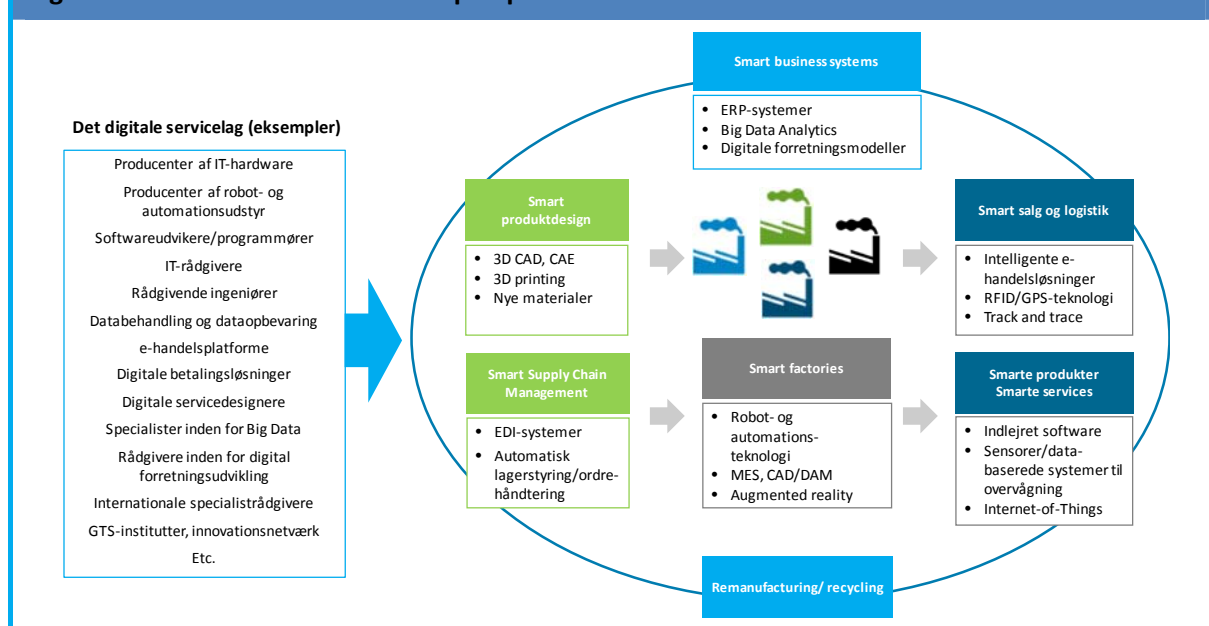 Det digitale servicelag (eksempler)
Producenter af IT-hardware
Producenter af robot- og
automationsudstyr
Softwareudvikere/programmører
IT-rådgivere
Rådgivende ingeniører
Databehandling og dataopbevaring
e-handelsplatforme
Digitale betalingsløsninger
Digitale servicedesignere
Specialister inden for Big Data
Rådgivere inden for digital
forretningsudvikling
Internationale specialistrådgivere
GTS-institutter, innovationsnetværk
Etc.
Smart business systems
• ERP-systemer
• Big Data Analytics
• Digitale forretningsmodeller
Smart
produktdesign
• 3D CAD, CAE
• 3D printing
• Nye materialer
Smart salg og logistik
• Intelligente e-
handelsløsninger
• RFID/GPS-teknologi
• Track and trace
Smart Supply Chain
Management
• EDI-systemer
• Automatisk
lagerstyring/ordre-
håndtering
Smart factories
• Robot- og
automations-
teknologi
• MES, CAD/DAM
• Augmented reality
Smarte produkter
Smarte services
• Indlejret software
• Sensorer/data-
baserede systemer til
overvågning
• Internet-of-Things
Remanufacturing/ recycling